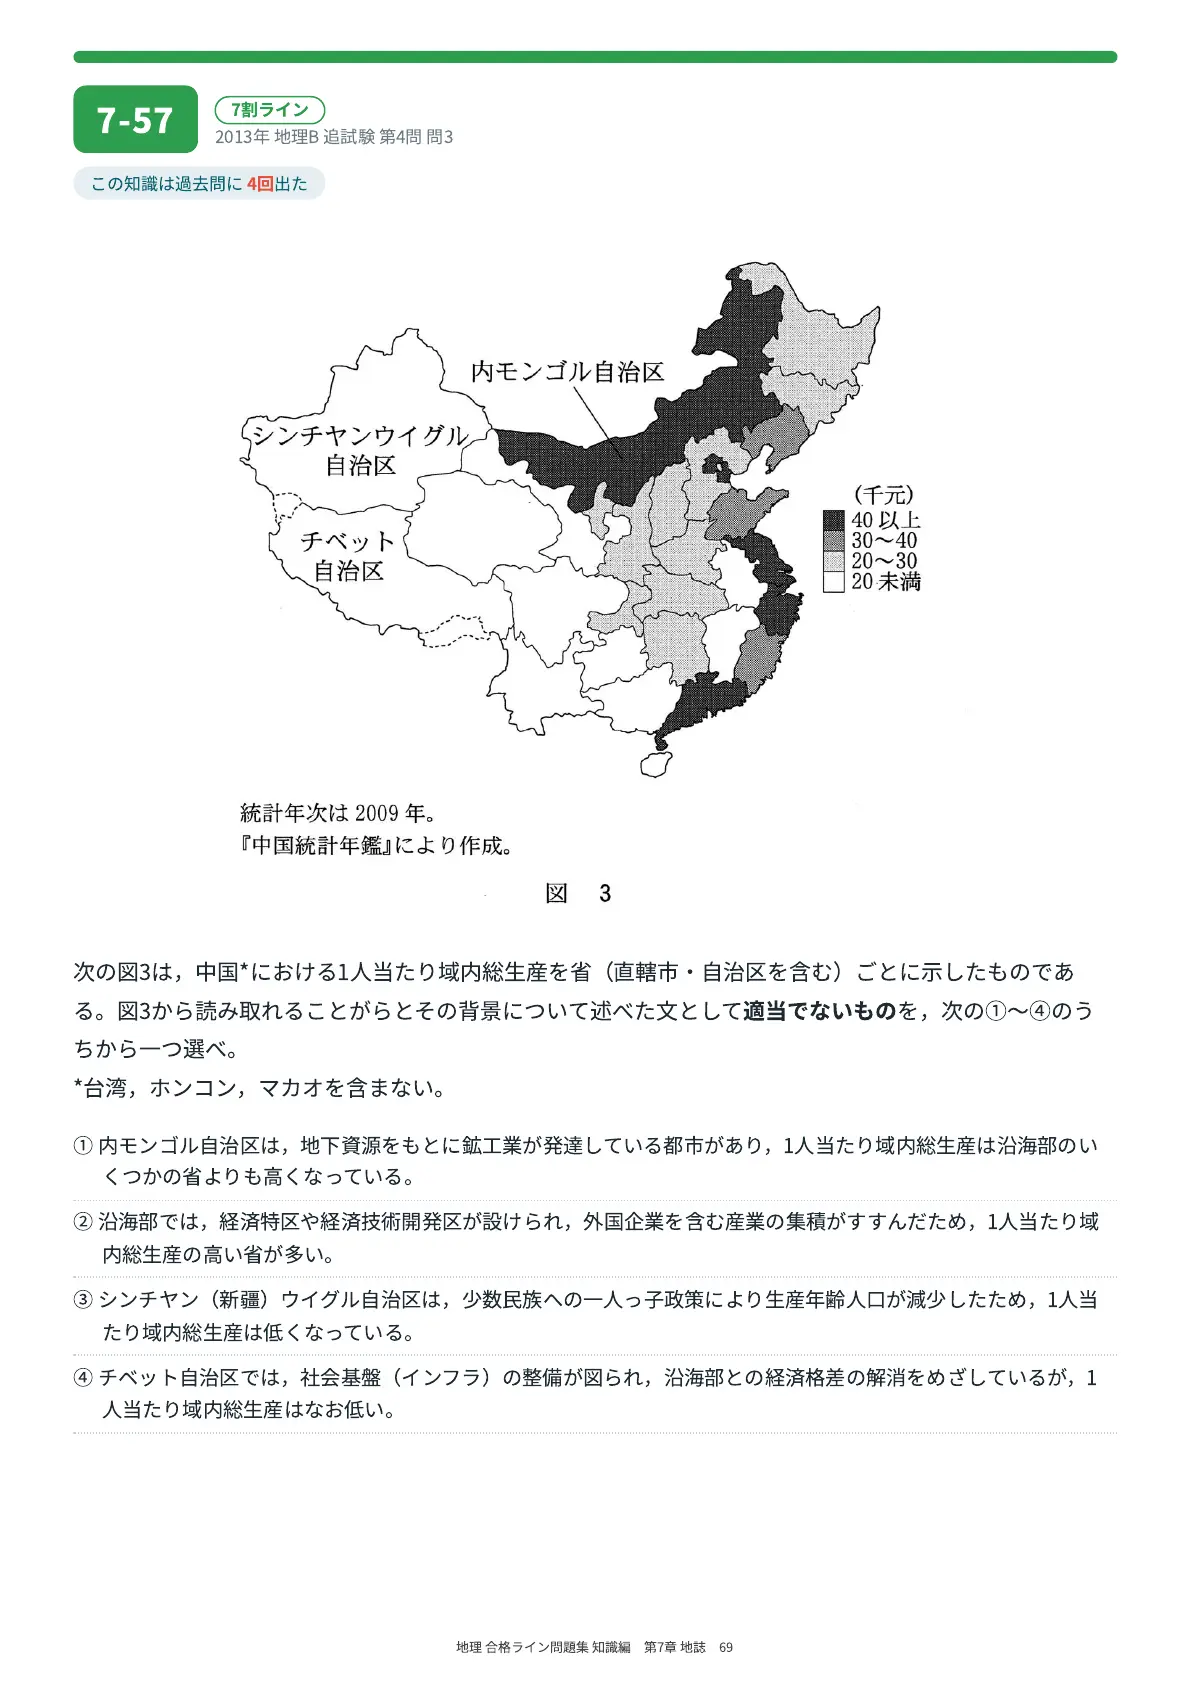 7-57
7割ライン
2013年 地理B 追試験 第4問 問3
この知識は過去問に 4回出た
内モンゴル自治区
シンチヤンウイグル
自治区
チベット
自治区
(千元)
40 以上
30～40
20～30
20 未満
統計年次は 2009 年。
『中国統計年鑑』により作成。
図 3
次の図3は，中国*における1人当たり域内総生産を省（直轄市・自治区を含む）ごとに示したものであ
る。図3から読み取れることがらとその背景について述べた文として適当でないものを，次の①～④のう
ちから一つ選べ。
*台湾，ホンコン，マカオを含まない。
① 内モンゴル自治区は，地下資源をもとに鉱工業が発達している都市があり，1人当たり域内総生産は沿海部のい
くつかの省よりも高くなっている。
② 沿海部では，経済特区や経済技術開発区が設けられ，外国企業を含む産業の集積がすすんだため，1人当たり域
内総生産の高い省が多い。
③ シンチヤン（新疆）ウイグル自治区は，少数民族への一人っ子政策により生産年齢人口が減少したため，1人当
たり域内総生産は低くなっている。
④ チベット自治区では，社会基盤（インフラ）の整備が図られ，沿海部との経済格差の解消をめざしているが，1
人当たり域内総生産はなお低い。
地理 合格ライン問題集 知識編 第7章 地誌 69